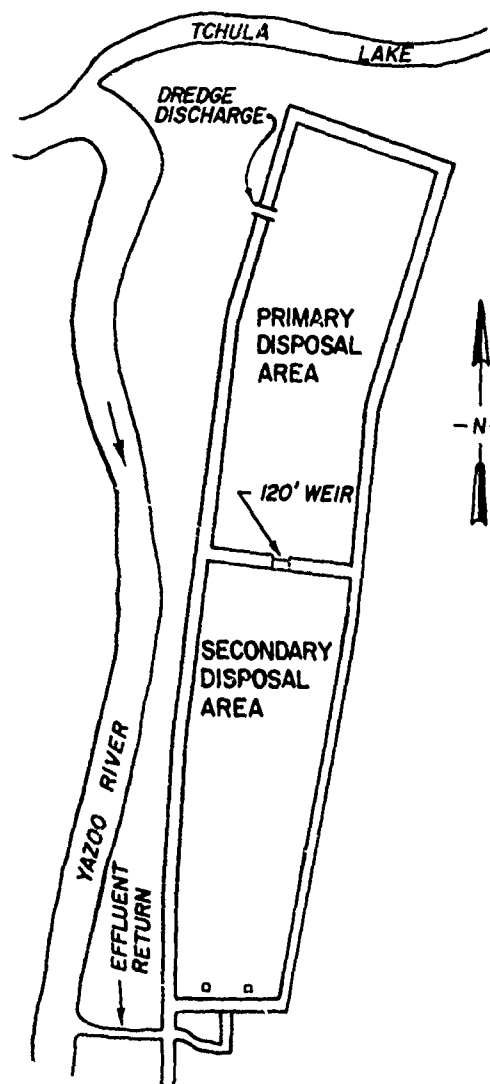 TCHULA
LAKE
DREDGE
DISCHARGE
PRIMARY
DISPOSAL
AREA
- N -
120' WEIR
SECONDARY
DISPOSAL
AREA
YAZOO RIVER
EFFLUENT
RETURN